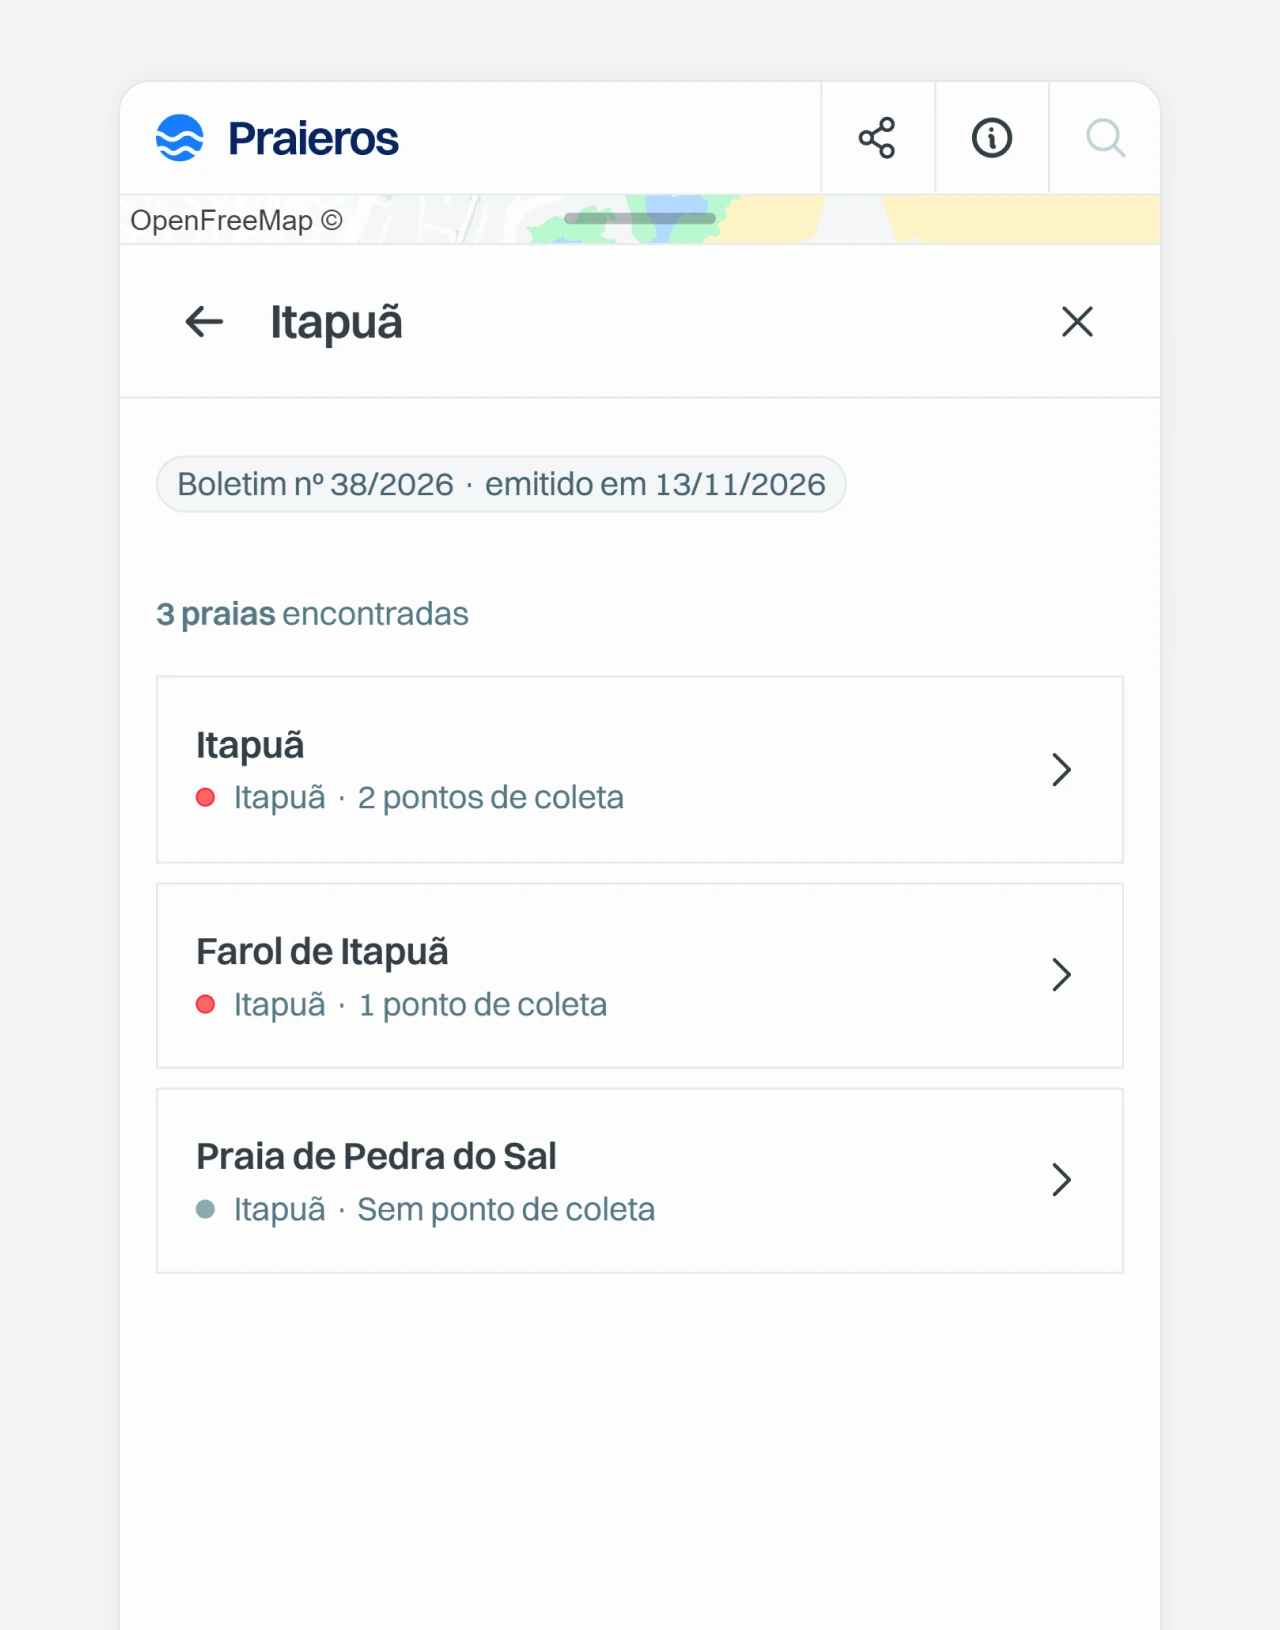 Praieros
OpenFreeMap ©
Itapuã
Boletim nº 38/2026 · emitido em 13/11/2026
3 praias encontradas
Itapuã
Itapuã · 2 pontos de coleta
Farol de Itapuã
Itapuã · 1 ponto de coleta
Praia de Pedra do Sal
Itapuã · Sem ponto de coleta